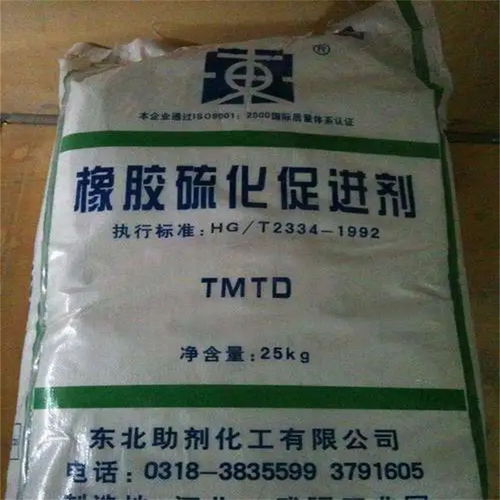 東
®
本企业通过ISO9001:2500国际质量体系认证
橡胶硫化促进剂
执行标准:HG/T2334-1992
TMTD
净含量:25kg
东北助剂化工有限公司
电话:0318-3835599 3791605